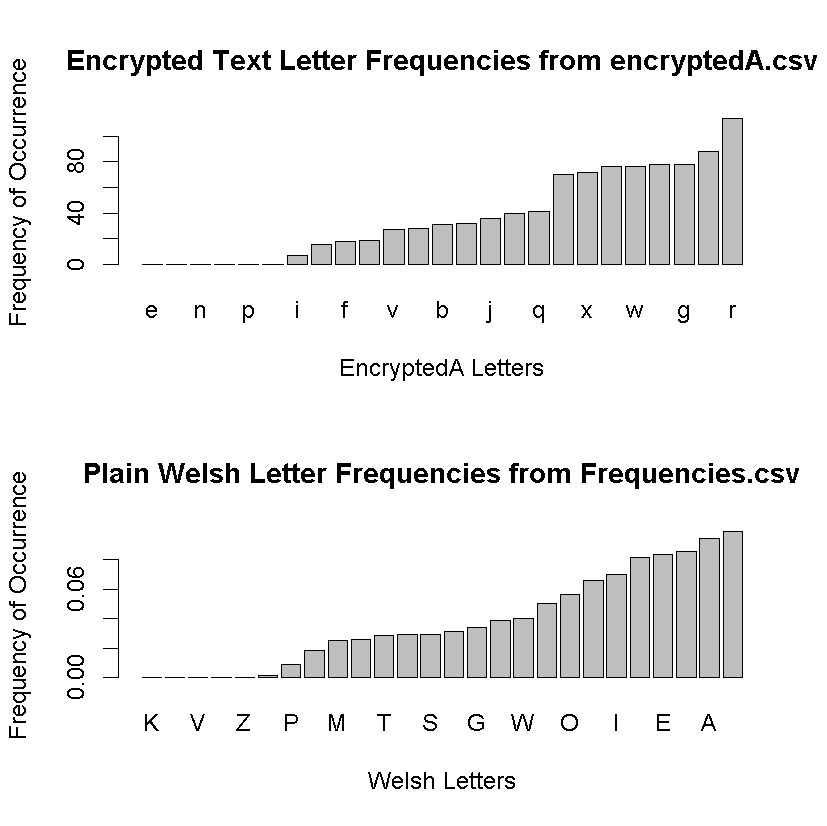 Encrypted Text Letter Frequencies from encryptedA.csv
Frequency of Occurrence
80
40
0
e n p i f v b j q x w g r
EncryptedA Letters
Plain Welsh Letter Frequencies from Frequencies.csv
Frequency of Occurrence
0.06
0.00
K V Z P M T S G W O I E A
Welsh Letters